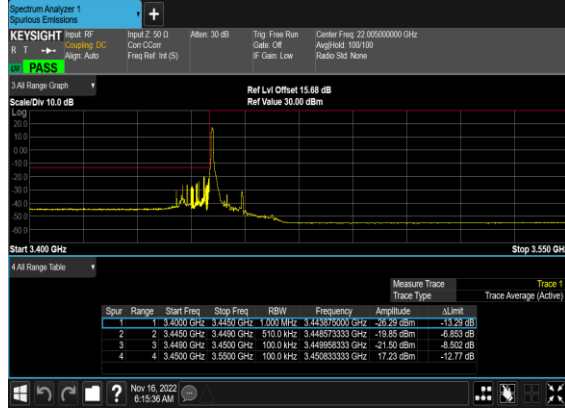 Spectrum Analyzer 1
Spurious Emissions
+
KEYSIGHT Input: RF Input Z: 50 Ω Atten: 30 dB Trig: Free Run Center Freq: 22.005000000 GHz
R T Coupling: DC Corr CCorr Gate: Off Avg|Hold: 100/100
Align: Auto Freq Ref: Int (S) IF Gain: Low Radio Std: None
PASS
3 All Range Graph
Ref Lvl Offset 15.68 dB
Scale/Div 10.0 dB Ref Value 30.00 dBm
Log
20.0
10.0
0.00
-10.0
-20.0
-30.0
-40.0
-50.0
-60.0
Start 3.400 GHz Stop 3.550 GH
4 All Range Table
Measure Trace Trace 1
Trace Type Trace Average (Active)
Spur Range Start Freq Stop Freq RBW Frequency Amplitude ΔLimit
1 1 3.4000 GHz 3.4450 GHz 1.000 MHz 3.443875000 GHz -26.29 dBm -13.29 dB
2 2 3.4450 GHz 3.4490 GHz 510.0 kHz 3.448573333 GHz -19.85 dBm -6.853 dB
3 3 3.4490 GHz 3.4500 GHz 100.0 kHz 3.449958333 GHz -21.50 dBm -8.502 dB
4 4 3.4500 GHz 3.5500 GHz 100.0 kHz 3.450833333 GHz 17.23 dBm -12.77 dB
? Nov 16, 2022
6:15:36 AM